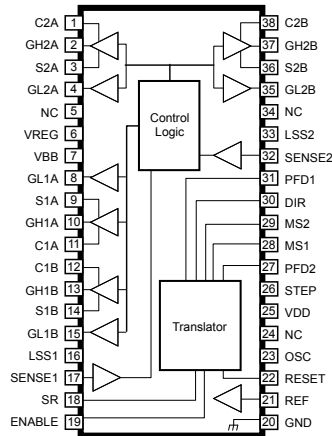 C2A 1
GH2A 2
S2A 3
GL2A 4
NC 5
VREG 6
VBB 7
GL1A 8
S1A 9
GH1A 10
C1A 11
C1B 12
GH1B 13
S1B 14
GL1B 15
LSS1 16
SENSE1 17
SR 18
ENABLE 19
Control
Logic
Translator
38 C2B
37 GH2B
36 S2B
35 GL2B
34 NC
33 LSS2
32 SENSE2
31 PFD1
30 DIR
29 MS2
28 MS1
27 PFD2
26 STEP
25 VDD
24 NC
23 OSC
22 RESET
21 REF
20 GND